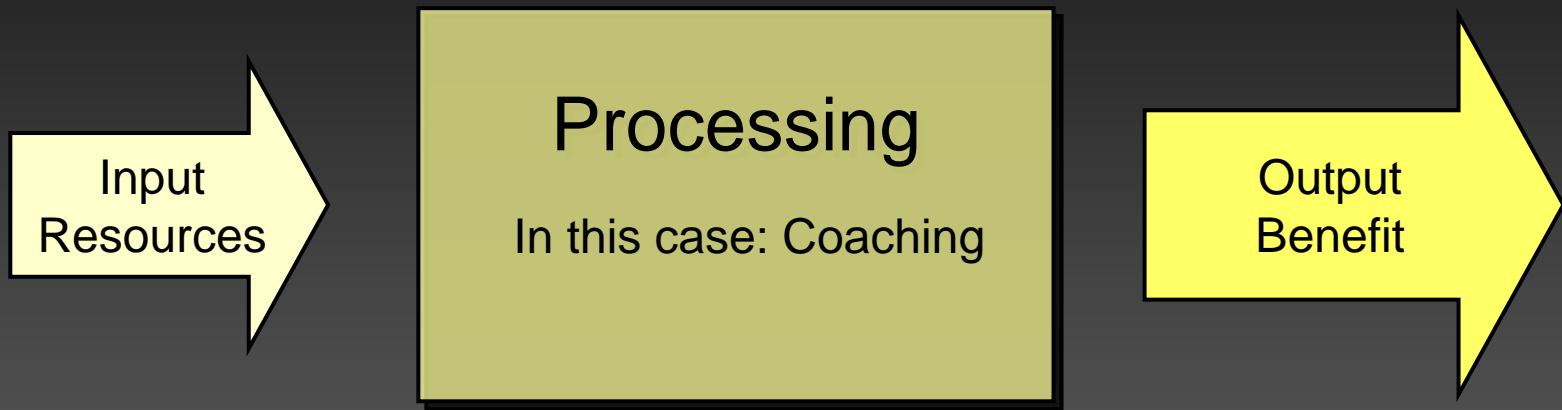 Input
Resources
Processing
In this case: Coaching
Output
Benefit